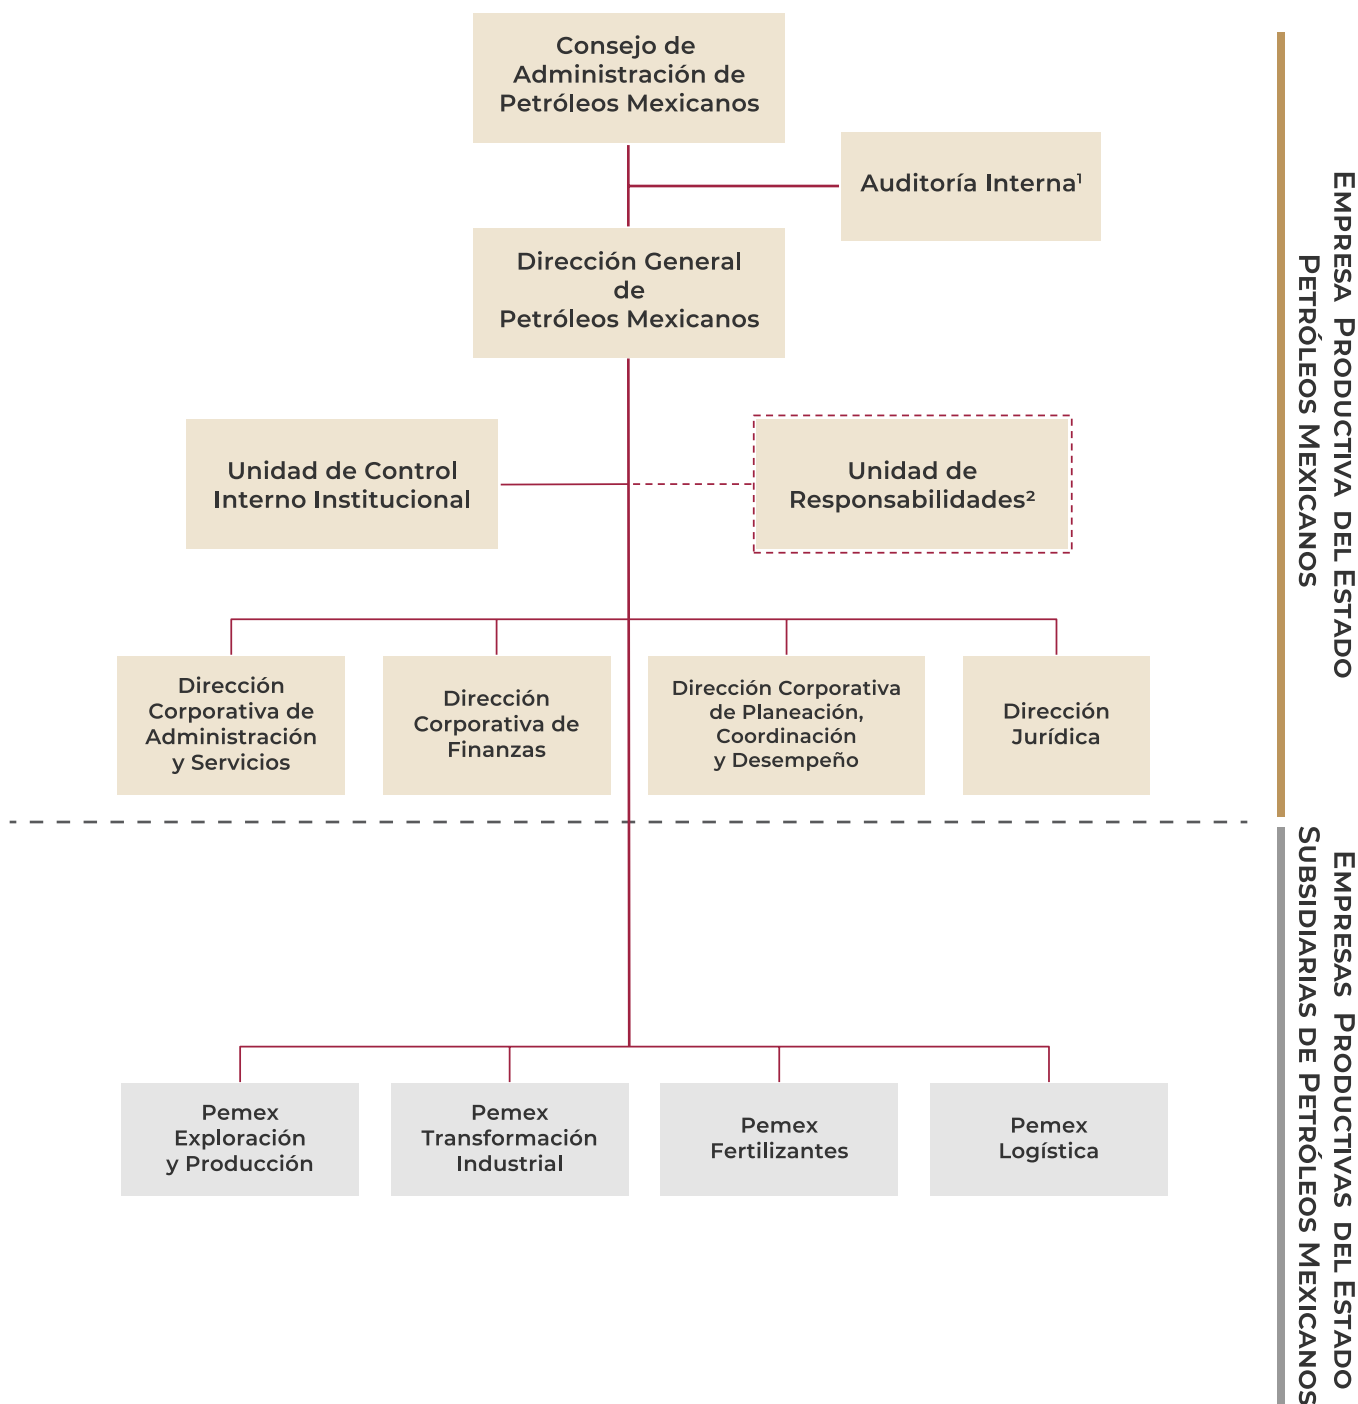 Consejo de
Administración de
Petróleos Mexicanos
Auditoría Interna¹
Dirección General
de
Petróleos Mexicanos
Unidad de Control
Interno Institucional
Unidad de
Responsabilidades²
Dirección
Corporativa de
Administración
y Servicios
Dirección
Corporativa de
Finanzas
Dirección Corporativa
de Planeación,
Coordinación
y Desempeño
Dirección
Jurídica
Empresa Productiva del Estado
Petróleos Mexicanos
Pemex
Exploración
y Producción
Pemex
Transformación
Industrial
Pemex
Fertilizantes
Pemex
Logística
Empresas Productivas del Estado
Subsidiarias de Petróleos Mexicanos